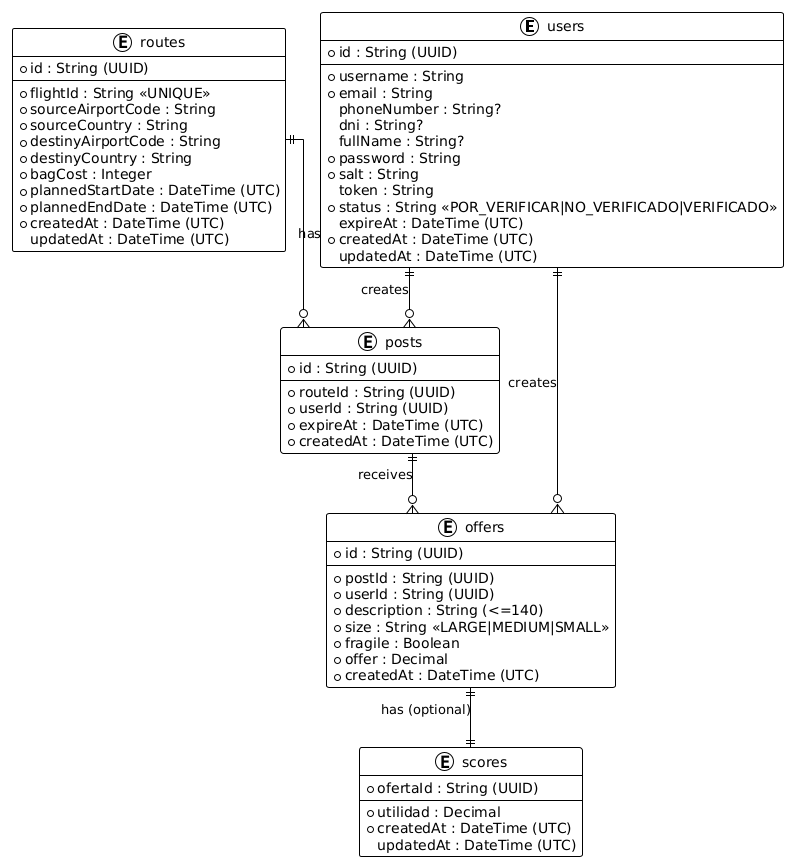 E routes
id : String (UUID)
flightId : String «UNIQUE»
sourceAirportCode : String
sourceCountry : String
destinyAirportCode : String
destinyCountry : String
bagCost : Integer
plannedStartDate : DateTime (UTC)
plannedEndDate : DateTime (UTC)
createdAt : DateTime (UTC)
updatedAt : DateTime (UTC)
E users
id : String (UUID)
username : String
email : String
phoneNumber : String?
dni : String?
fullName : String?
password : String
salt : String
token : String
status : String «POR_VERIFICAR|NO_VERIFICADO|VERIFICADO»
expireAt : DateTime (UTC)
createdAt : DateTime (UTC)
updatedAt : DateTime (UTC)
has
creates
E posts
id : String (UUID)
routeId : String (UUID)
userId : String (UUID)
expireAt : DateTime (UTC)
createdAt : DateTime (UTC)
creates
receives
E offers
id : String (UUID)
postId : String (UUID)
userId : String (UUID)
description : String (<=140)
size : String «LARGE|MEDIUM|SMALL»
fragile : Boolean
offer : Decimal
createdAt : DateTime (UTC)
has (optional)
E scores
ofertaId : String (UUID)
utilidad : Decimal
createdAt : DateTime (UTC)
updatedAt : DateTime (UTC)